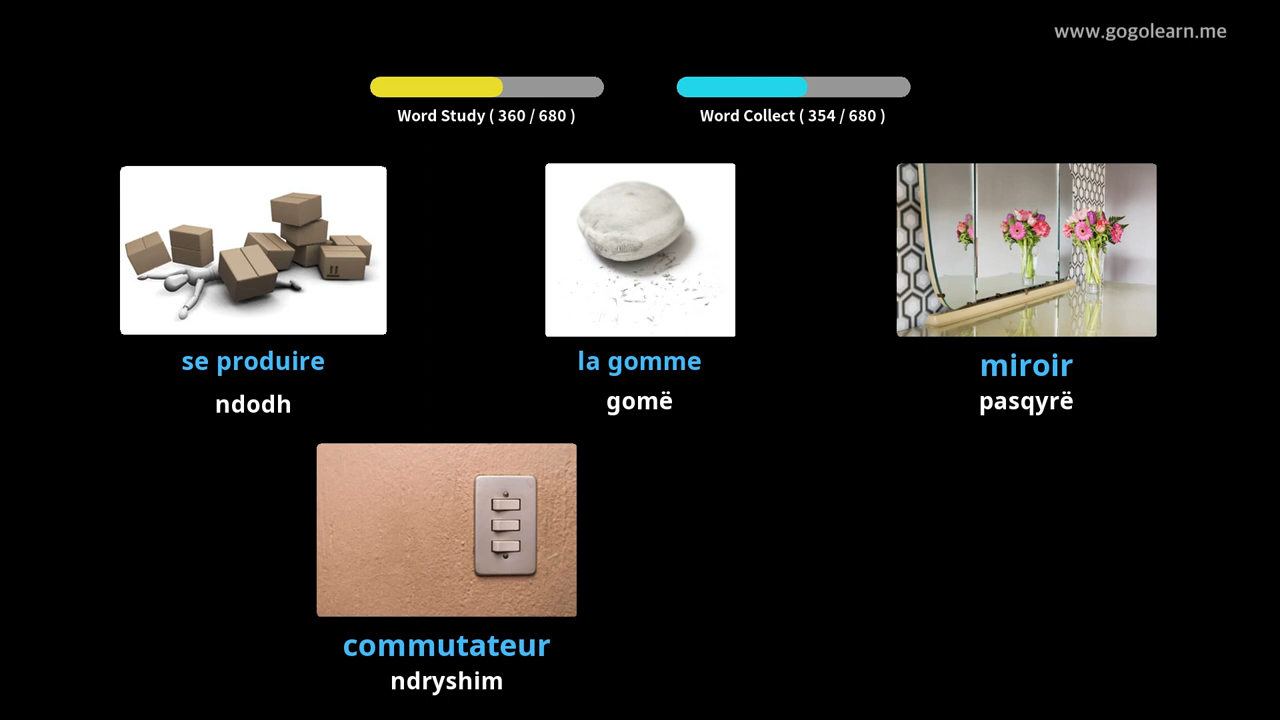 www.gogolearn.me
Word Study ( 360 / 680 )
Word Collect ( 354 / 680 )
se produire
ndodh
la gomme
gomë
miroir
pasqyrë
commutateur
ndryshim